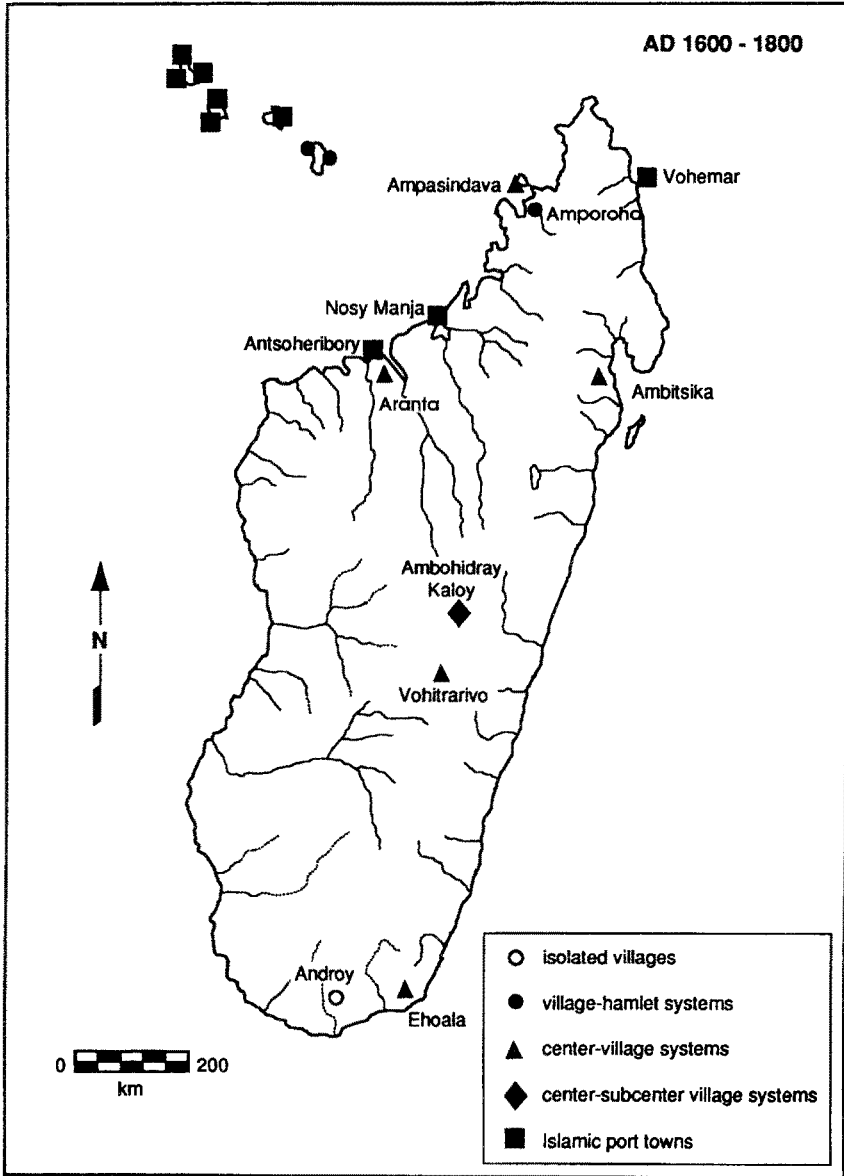 AD 1600 - 1800
Ampasindava
Vohemar
Amporoha
Nosy Manja
Antsoheribory
Aranta
Ambitsika
Ambohidray
Kaloy
N
Vohitrarivo
Androy
Ehoala
0 200
km
isolated villages
village-hamlet systems
center-village systems
center-subcenter village systems
Islamic port towns